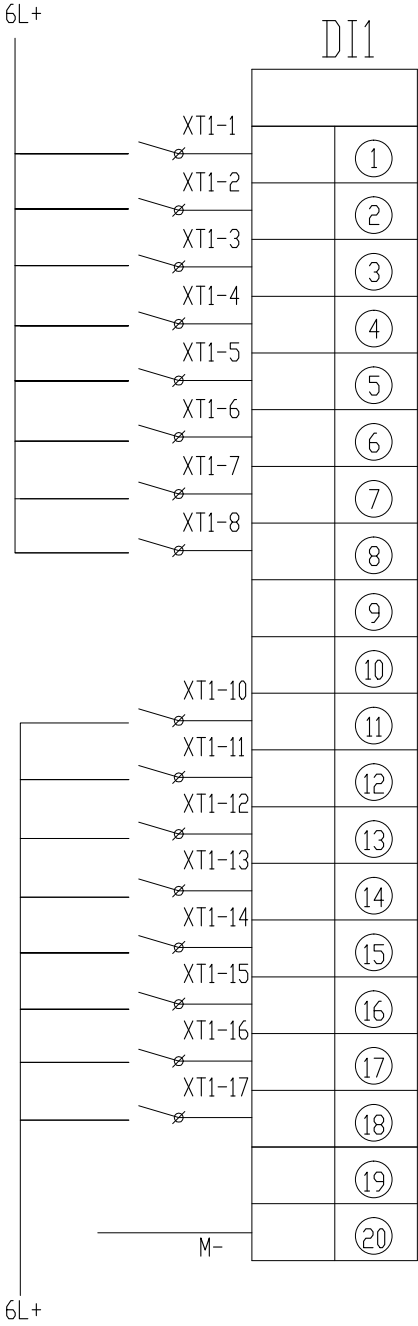 6L+
DI1
XT1-1
①
XT1-2
②
XT1-3
③
XT1-4
④
XT1-5
⑤
XT1-6
⑥
XT1-7
⑦
XT1-8
⑧
⑨
⑩
XT1-10
⑪
XT1-11
⑫
XT1-12
⑬
XT1-13
⑭
XT1-14
⑮
XT1-15
⑯
XT1-16
⑰
XT1-17
⑱
⑲
M-
⑳
6L+